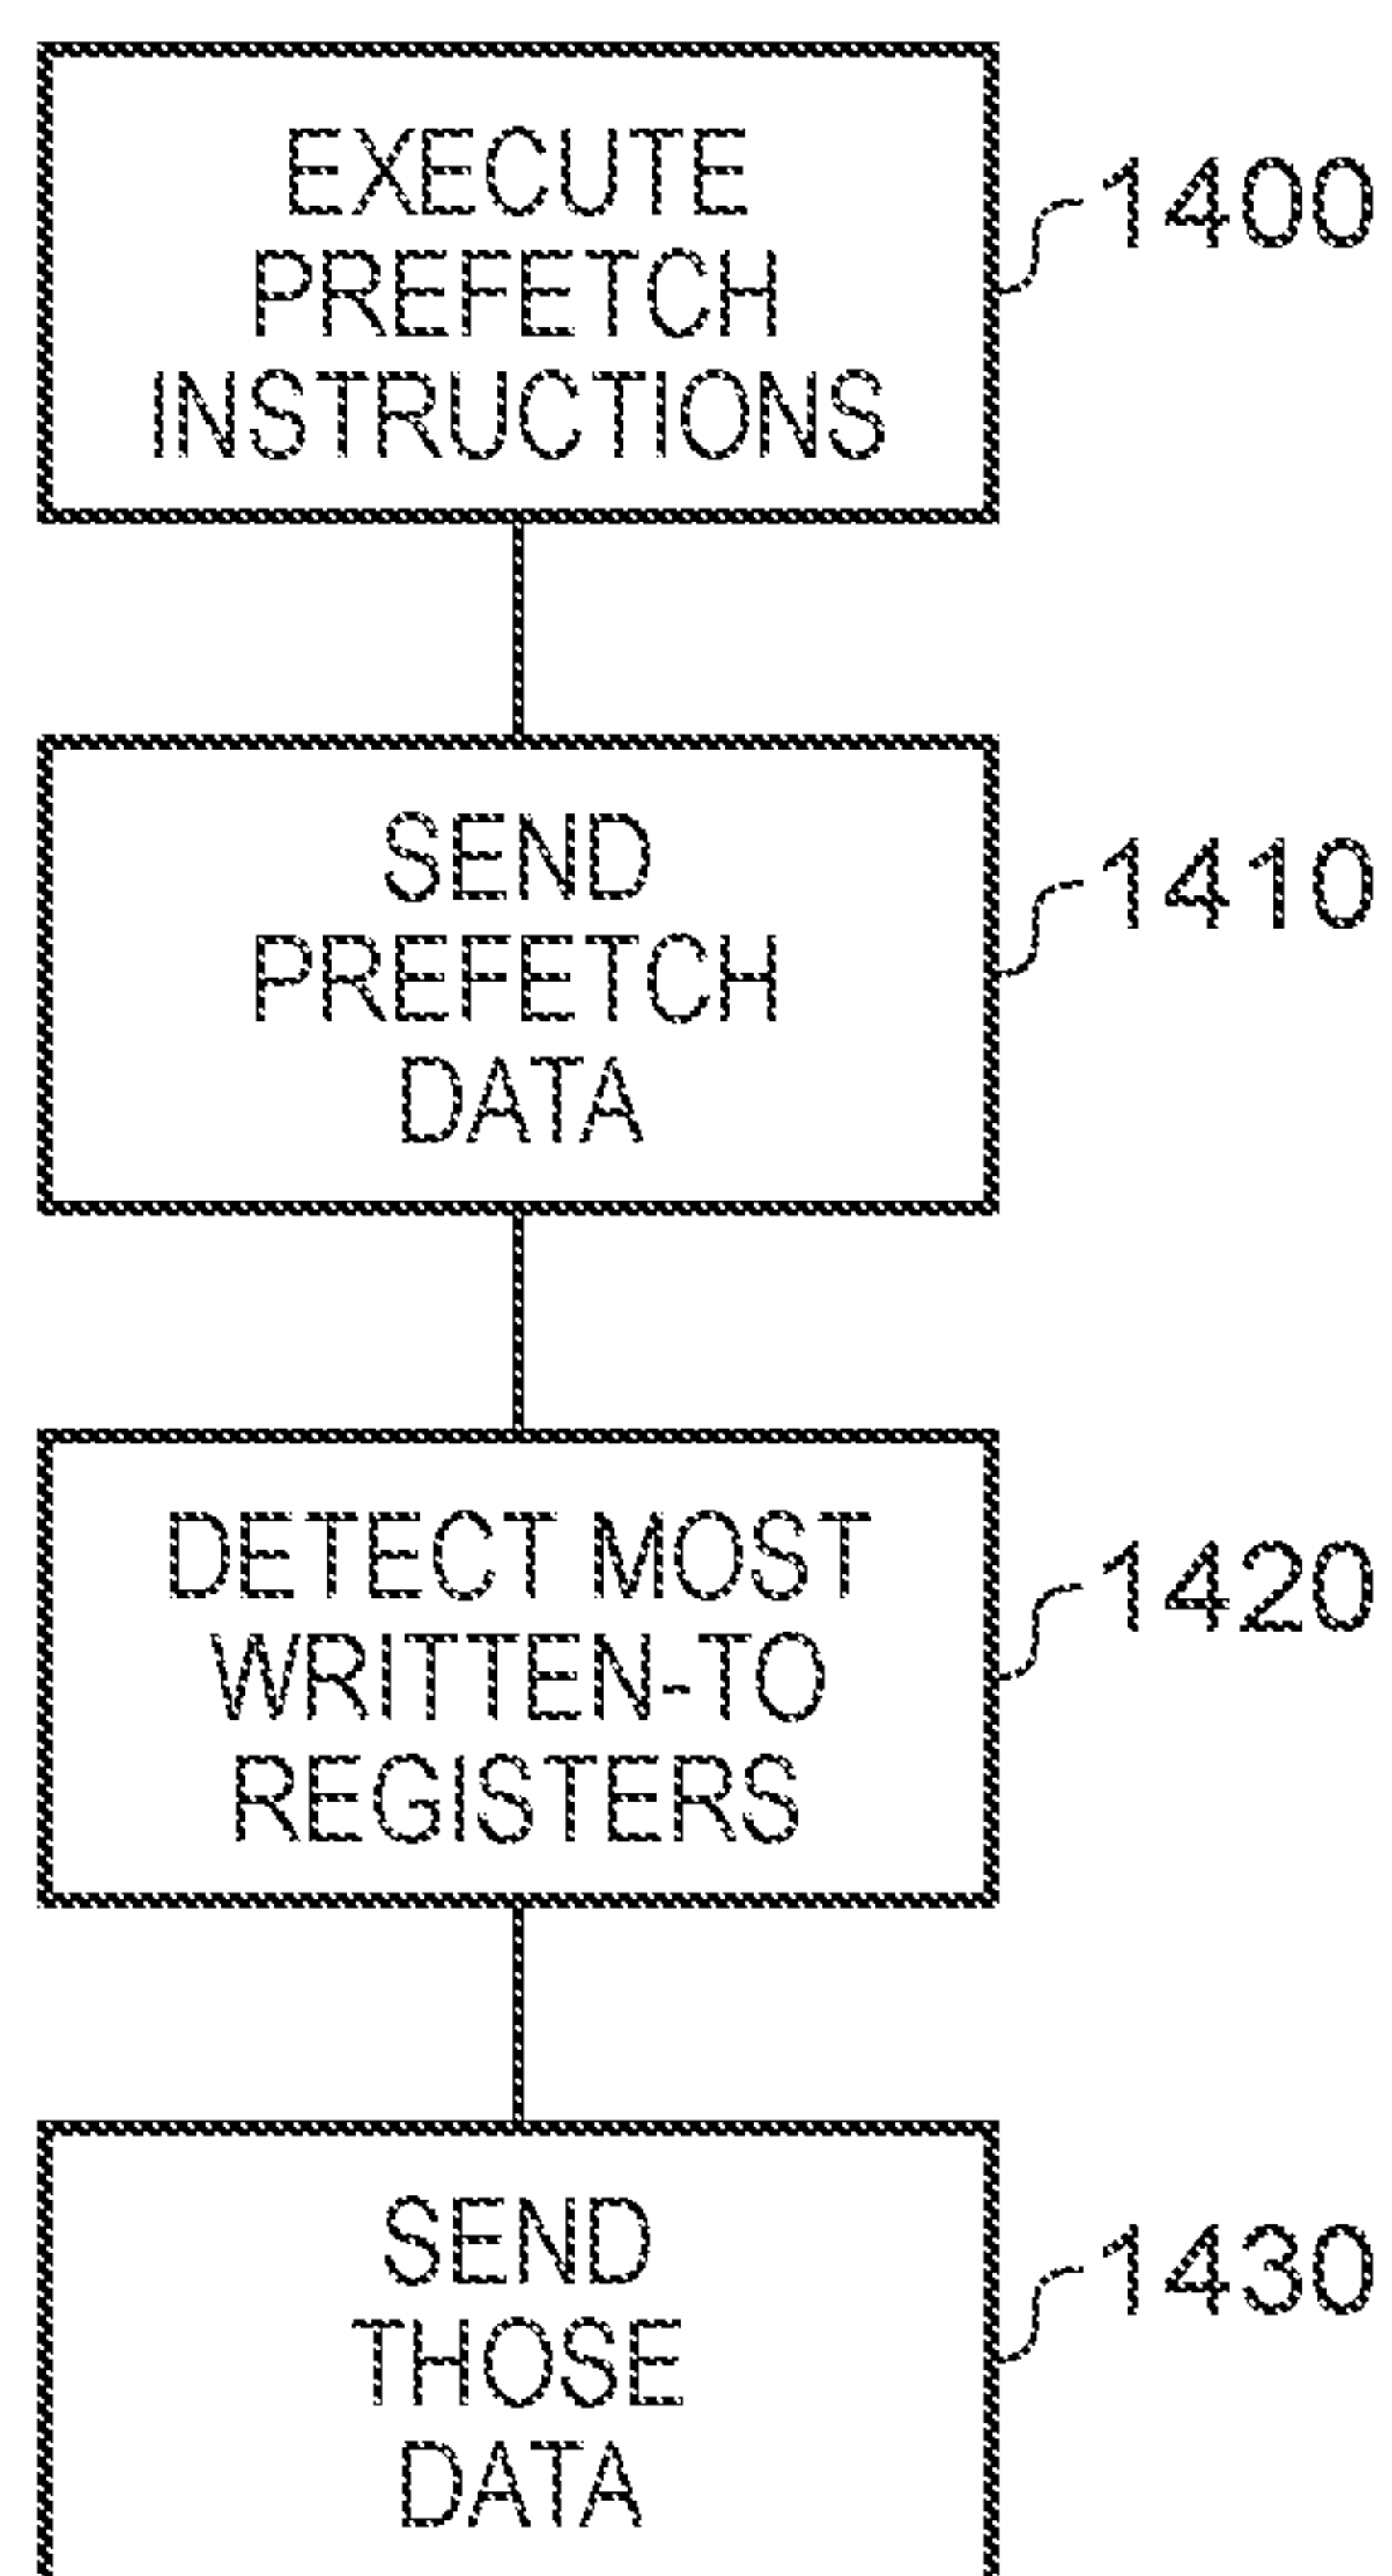 EXECUTE
PREFETCH
INSTRUCTIONS
1400
SEND
PREFETCH
DATA
1410
DETECT MOST
WRITTEN-TO
REGISTERS
1420
SEND
THOSE
DATA
1430